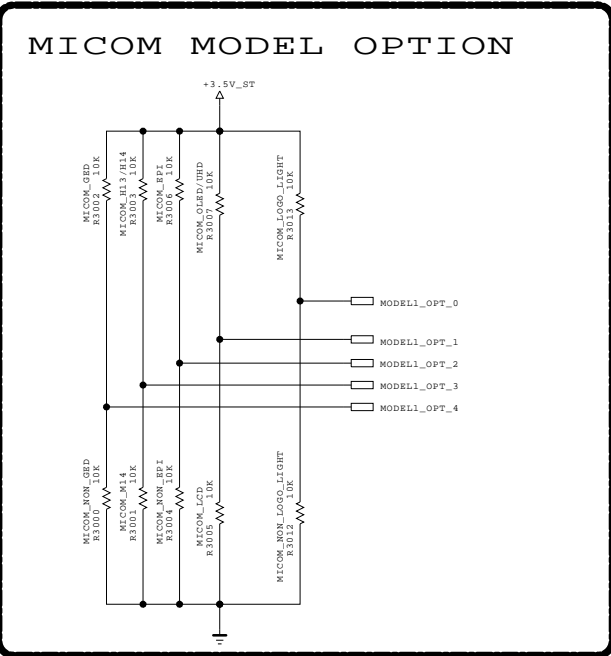 MICOM MODEL OPTION
+3.5V_ST
MICOM_GED
R3002 10K
MICOM_H13/H14
R3003 10K
MICOM_EPI
R3006 10K
MICOM_OLED/UHD
R3007 10K
MICOM_LOGO_LIGHT
R3013 10K
MODEL1_OPT_0
MODEL1_OPT_1
MODEL1_OPT_2
MODEL1_OPT_3
MODEL1_OPT_4
MICOM_NON_GED
R3000 10K
MICOM_M14
R3001 10K
MICOM_NON_EPI
R3004 10K
MICOM_LCD
R3005 10K
MICOM_NON_LOGO_LIGHT
R3012 10K